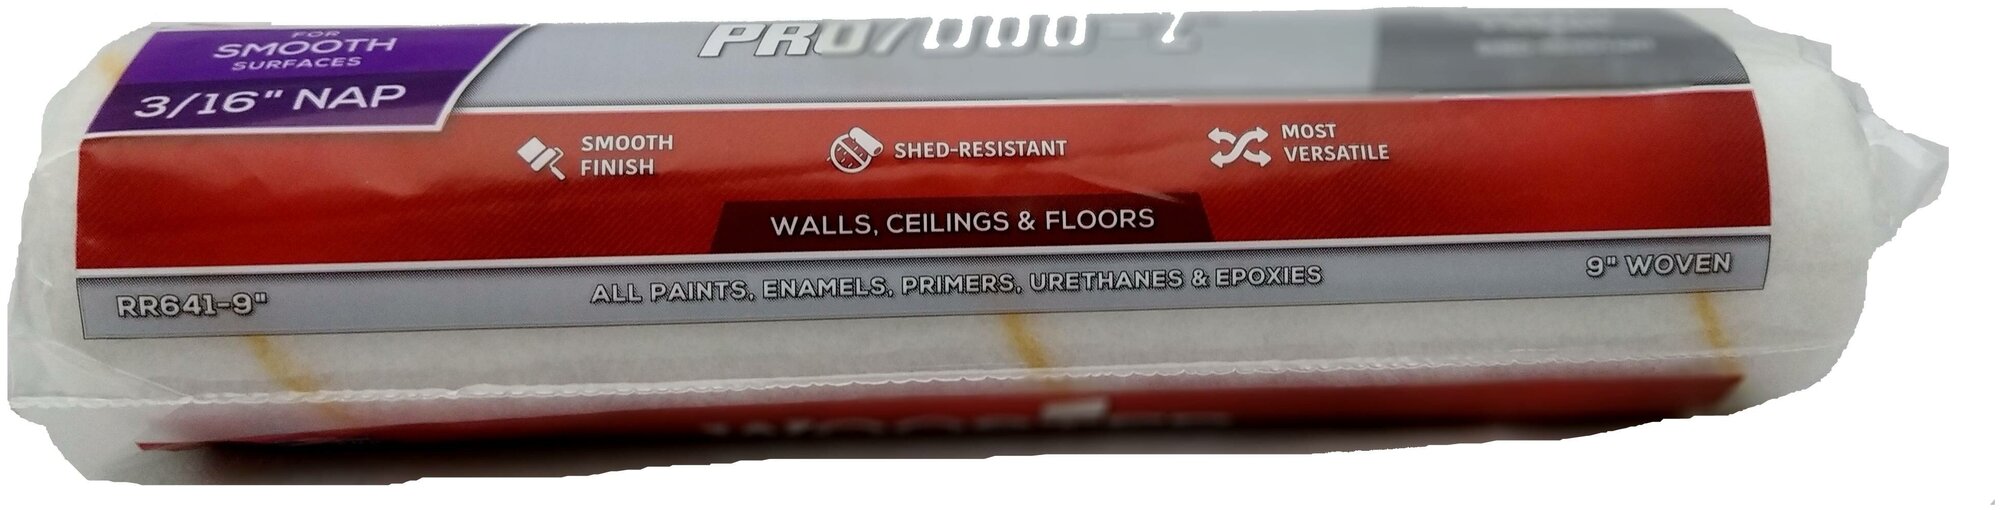 FOR
SMOOTH
SURFACES
3/16" NAP
SMOOTH
FINISH
SHED-RESISTANT
MOST
VERSATILE
WALLS, CEILINGS & FLOORS
RR641-9"
ALL PAINTS, ENAMELS, PRIMERS, URETHANES & EPOXIES
9" WOVEN